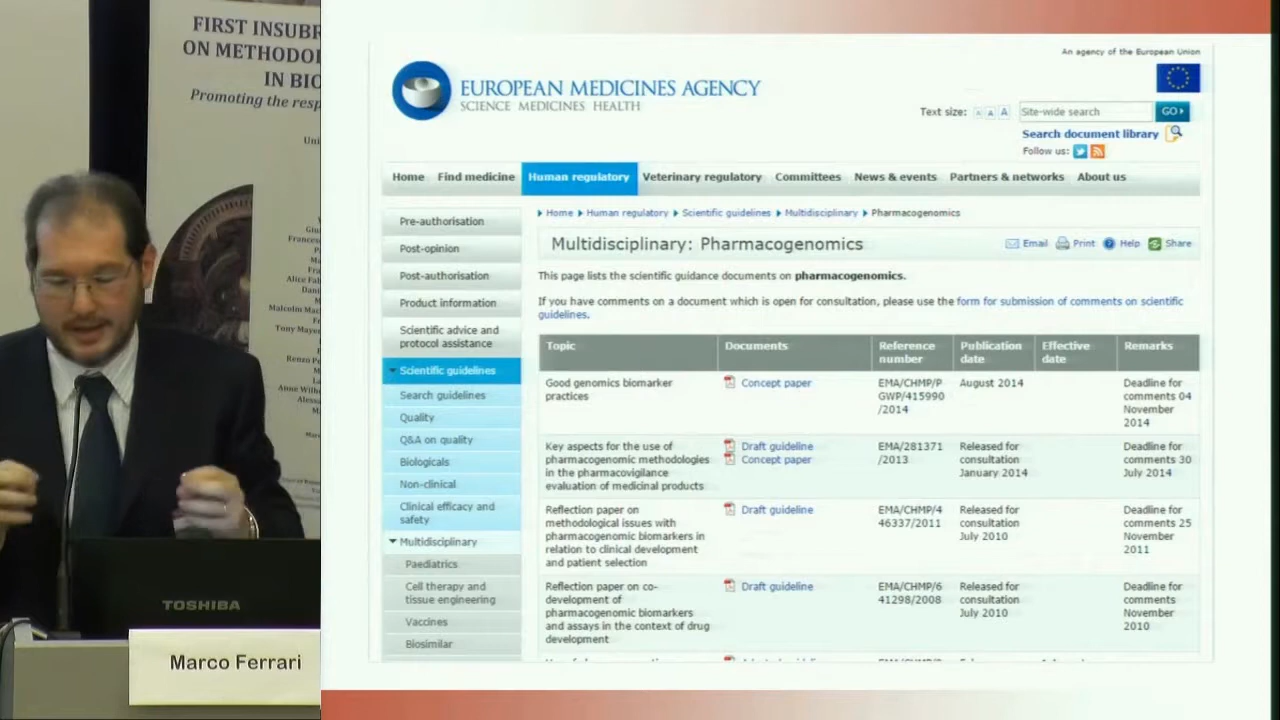 FIRST INSUBR
ON METHODOL
IN BIO
Promoting the resp
TOSHIBA
Marco Ferrari
An agency of the European Union
EUROPEAN MEDICINES AGENCY
SCIENCE MEDICINES HEALTH
Text size: A A A
Site-wide search
GO
Search document library
Follow us:
Home Find medicine Human regulatory Veterinary regulatory Committees News & events Partners & networks About us
Pre-authorisation
Post-opinion
Post-authorisation
Product information
Scientific advice and
protocol assistance
Scientific guidelines
Search guidelines
Quality
Q&A on quality
Biologicals
Non-clinical
Clinical efficacy and
safety
Multidisciplinary
Paediatrics
Cell therapy and
tissue engineering
Vaccines
Biosimilar
Home Human regulatory Scientific guidelines Multidisciplinary Pharmacogenomics
Multidisciplinary: Pharmacogenomics
Email Print Help Share
This page lists the scientific guidance documents on pharmacogenomics.
If you have comments on a document which is open for consultation, please use the form for submission of comments on scientific
guidelines.
Topic
Documents
Reference
number
Publication
date
Effective
date
Remarks
Good genomics biomarker
practices
Concept paper
EMA/CHMP/P
GWP/415990
/2014
August 2014
Deadline for
comments 04
November
2014
Key aspects for the use of
pharmacogenomic methodologies
in the pharmacovigilance
evaluation of medicinal products
Draft guideline
Concept paper
EMA/281371
/2013
Released for
consultation
January 2014
Deadline for
comments 30
July 2014
Reflection paper on
methodological issues with
pharmacogenomic biomarkers in
relation to clinical development
and patient selection
Draft guideline
EMA/CHMP/4
46337/2011
Released for
consultation
July 2010
Deadline for
comments 25
November
2011
Reflection paper on co-
development of
pharmacogenomic biomarkers
and assays in the context of drug
development
Draft guideline
EMA/CHMP/6
41298/2008
Released for
consultation
July 2010
Deadline for
comments
November
2010